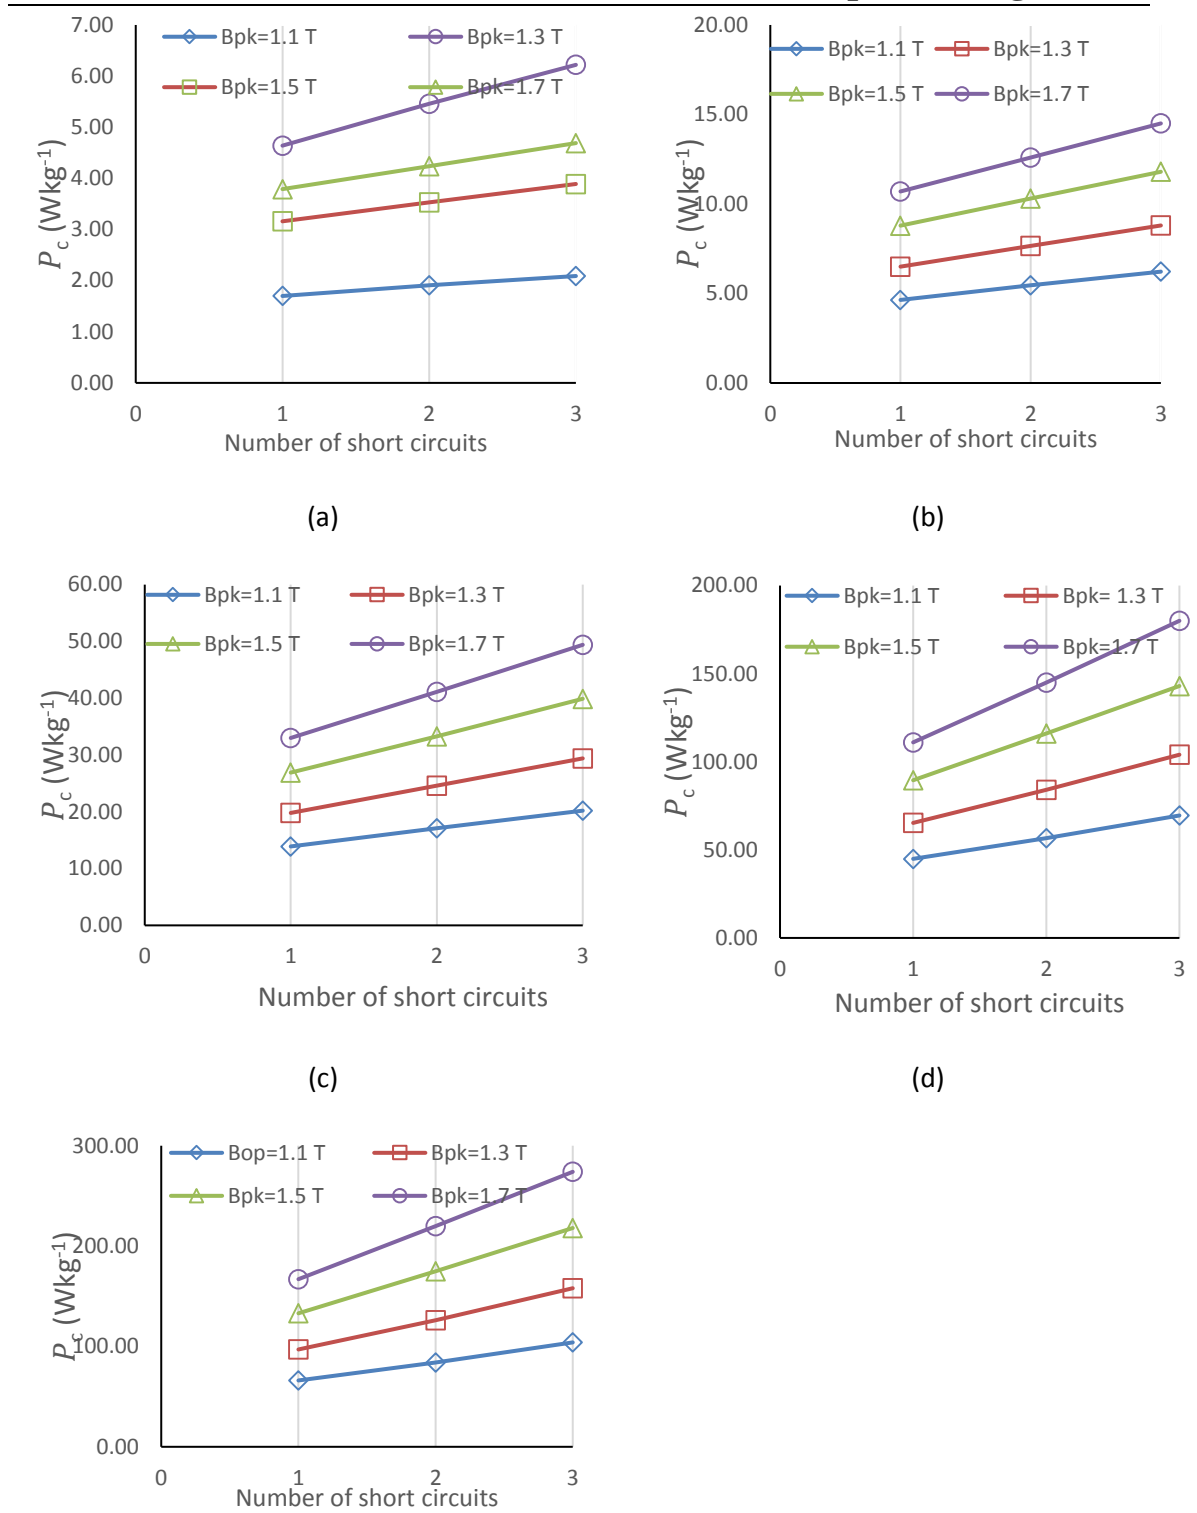 7.00
6.00
5.00
4.00
3.00
2.00
1.00
0.00
0 1 2 3
Bpk=1.1 T Bpk=1.3 T
Bpk=1.5 T Bpk=1.7 T
Pc (Wkg-1)
Number of short circuits
(a)
20.00
15.00
10.00
5.00
0.00
0 1 2 3
Bpk=1.1 T Bpk=1.3 T
Bpk=1.5 T Bpk=1.7 T
Pc (Wkg-1)
Number of short circuits
(b)
60.00
50.00
40.00
30.00
20.00
10.00
0.00
0 1 2 3
Bpk=1.1 T Bpk=1.3 T
Bpk=1.5 T Bpk=1.7 T
Pc (Wkg-1)
Number of short circuits
(c)
200.00
150.00
100.00
50.00
0.00
0 1 2 3
Bpk=1.1 T Bpk= 1.3 T
Bpk=1.5 T Bpk=1.7 T
Pc (Wkg-1)
Number of short circuits
(d)
300.00
200.00
100.00
0.00
0 1 2 3
Bop=1.1 T Bpk=1.3 T
Bpk=1.5 T Bpk=1.7 T
Pc (Wkg-1)
Number of short circuits